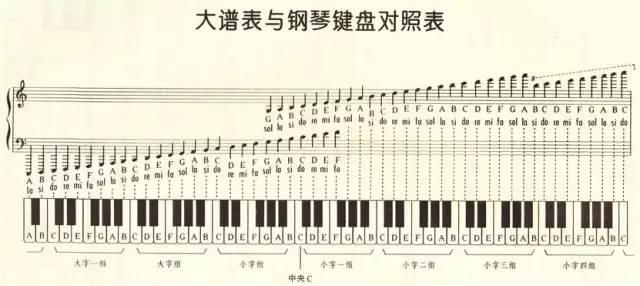 大谱表与钢琴键盘对照表
8
G A B C D E F G A B C D E F G A B C D E F G A B C D E F G A B C
sol la si do re mi fa sol la si do re mi fa sol la si do re mi fa sol la si do re mi fa sol la si do
A B C D E F G A B C D E F G A B C D E F G A B C D E F
la si do re mi fa sol la si do re mi fa sol la si do re mi fa sol la si do re mi fa
A B C D E F G A B C D E F G A B C D E F G A B C D E F G A B C D E F G A B C D E F G A B C D E F G A B C
大字一组 大字组 小字组 小字一组 小字二组 小字三组 小字四组
中央C